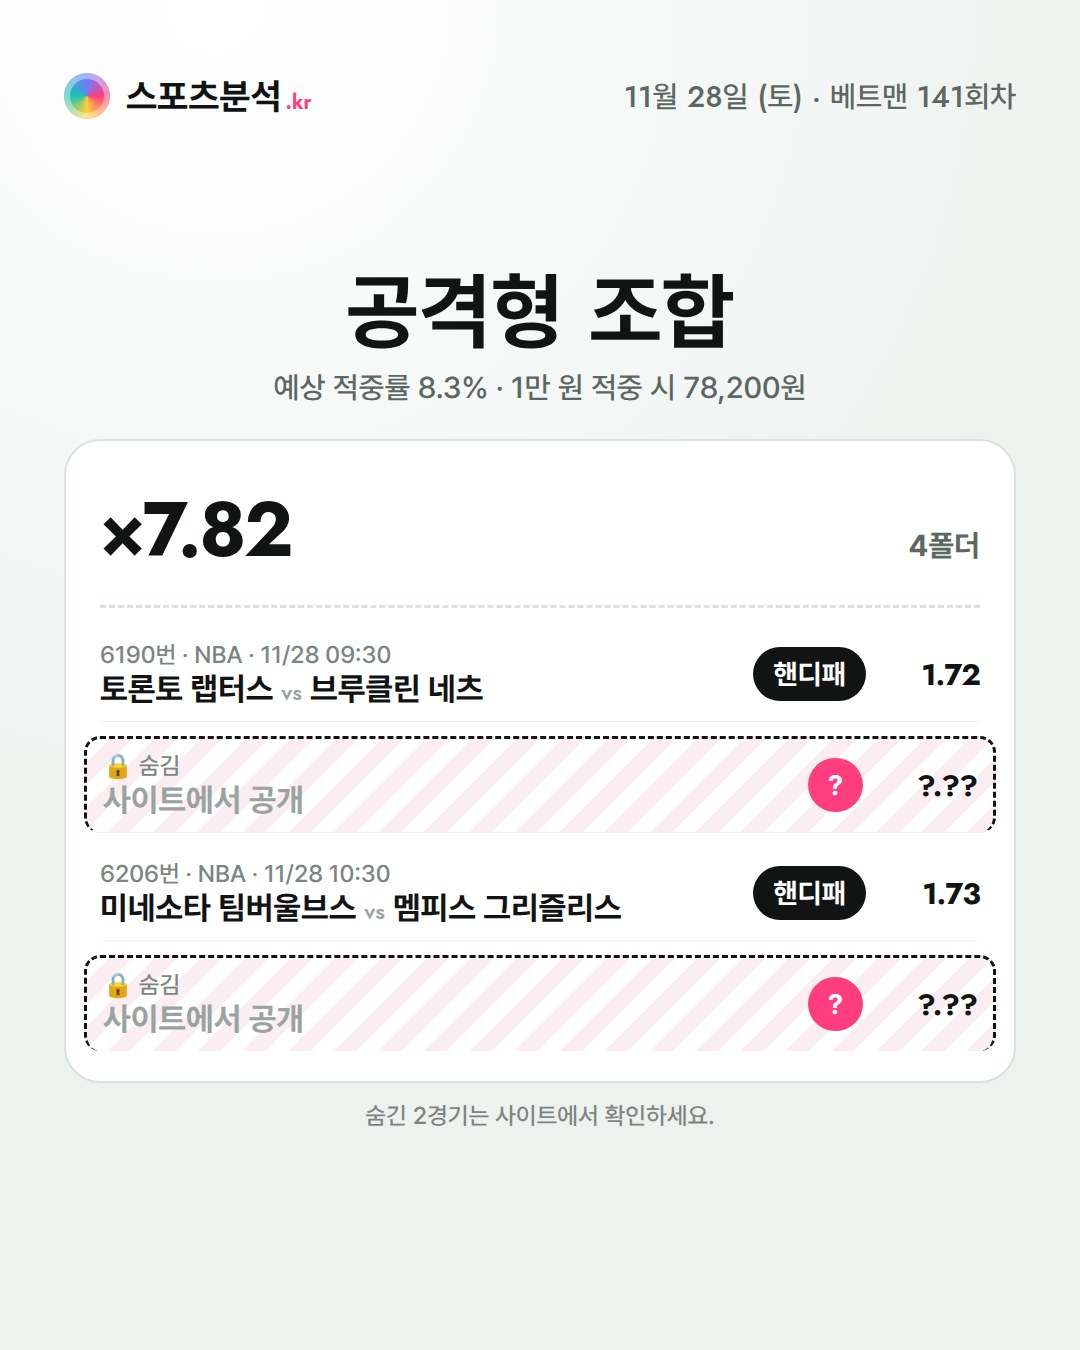 스포츠분석.kr
11월 28일 (토) · 베트맨 141회차
공격형 조합
예상 적중률 8.3% · 1만 원 적중 시 78,200원
×7.82
4폴더
6190번 · NBA · 11/28 09:30
토론토 랩터스 vs 브루클린 네츠
핸디패
1.72
숨김
사이트에서 공개
?
?.??
6206번 · NBA · 11/28 10:30
미네소타 팀버울브스 vs 멤피스 그리즐리스
핸디패
1.73
숨김
사이트에서 공개
?
?.??
숨긴 2경기는 사이트에서 확인하세요.